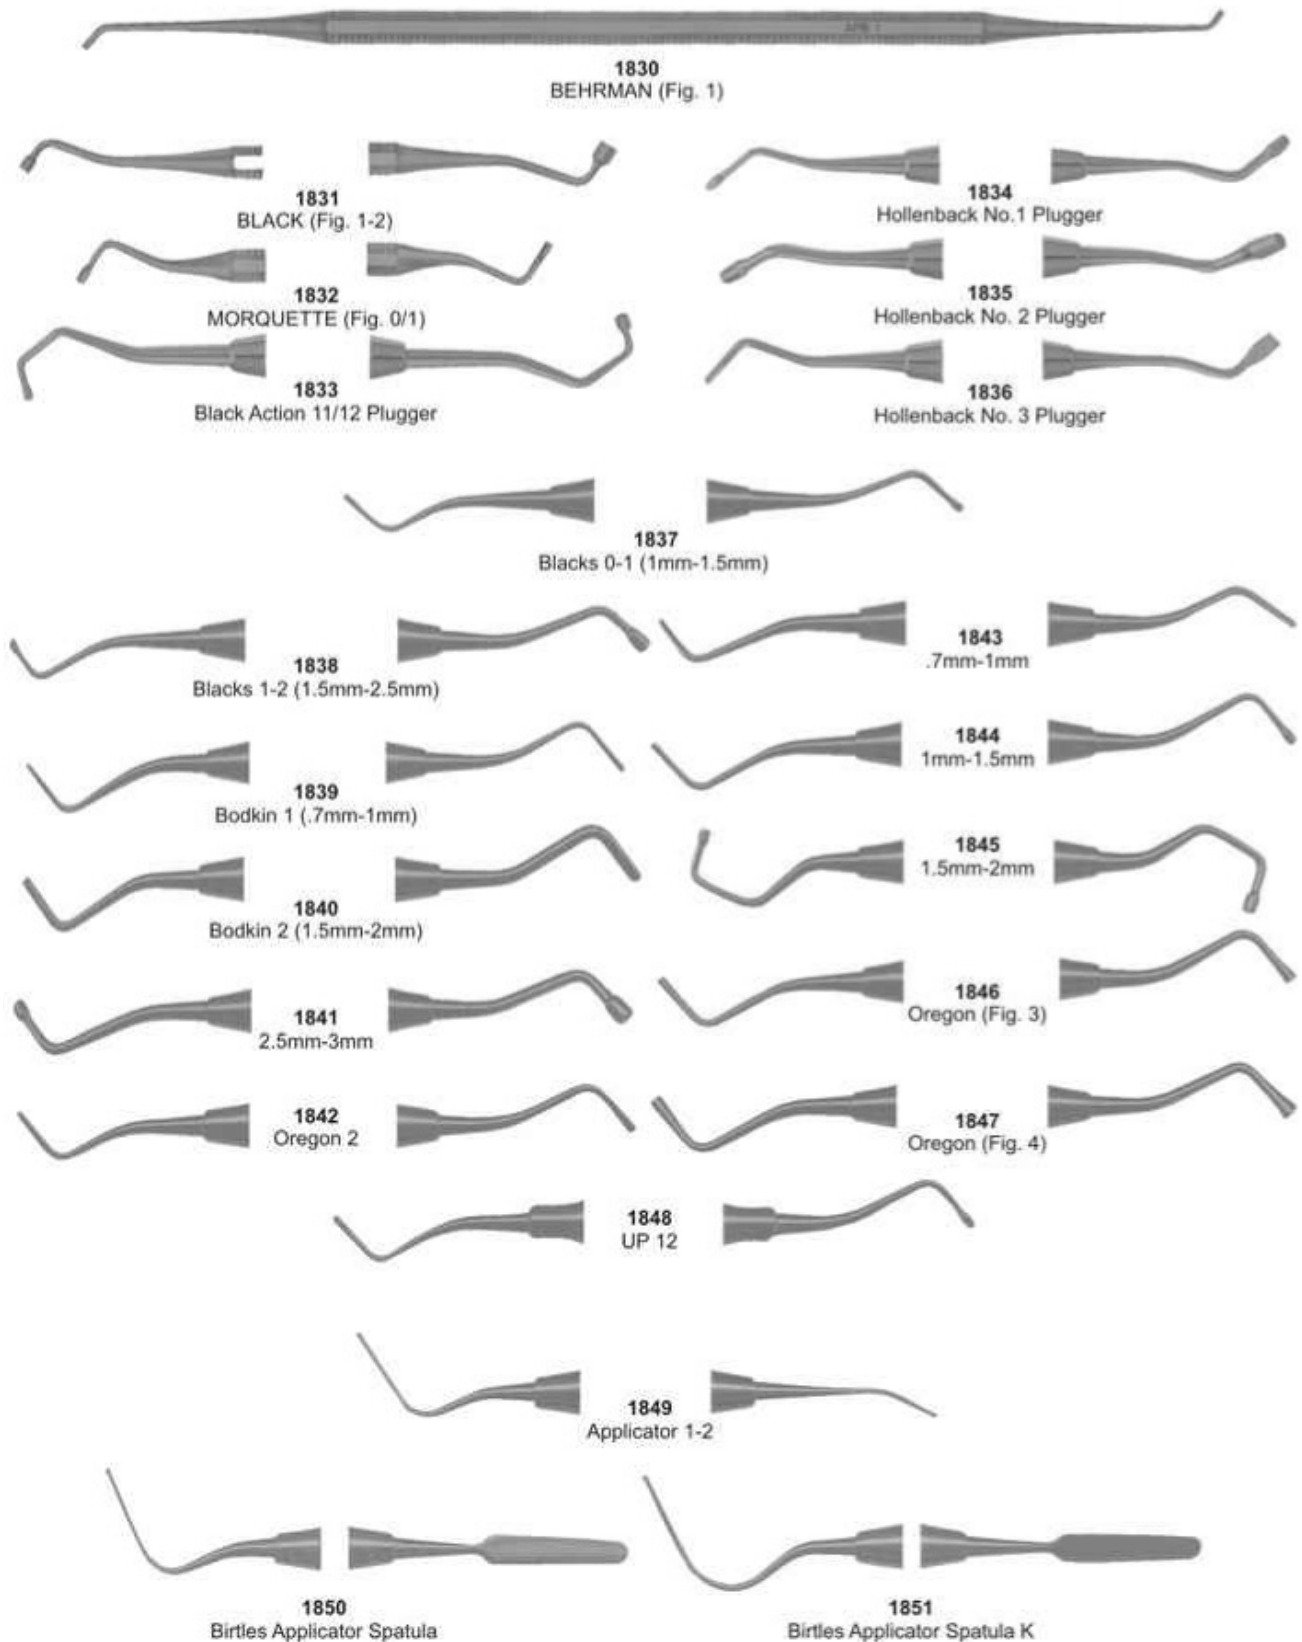 1830
BEHRMAN (Fig. 1)
1831
BLACK (Fig. 1-2)
1834
Hollenback No.1 Plugger
1832
MORQUETTE (Fig. 0/1)
1835
Hollenback No. 2 Plugger
1833
Black Action 11/12 Plugger
1836
Hollenback No. 3 Plugger
1837
Blacks 0-1 (1mm-1.5mm)
1838
Blacks 1-2 (1.5mm-2.5mm)
1843
.7mm-1mm
1839
Bodkin 1 (.7mm-1mm)
1844
1mm-1.5mm
1840
Bodkin 2 (1.5mm-2mm)
1845
1.5mm-2mm
1841
2.5mm-3mm
1846
Oregon (Fig. 3)
1842
Oregon 2
1847
Oregon (Fig. 4)
1848
UP 12
1849
Applicator 1-2
1850
Birtles Applicator Spatula
1851
Birtles Applicator Spatula K